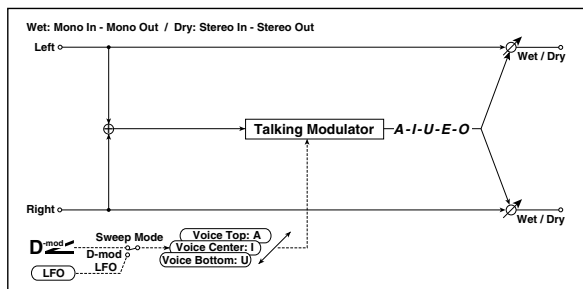 Wet: Mono In - Mono Out / Dry: Stereo In - Stereo Out
Left
Wet / Dry
Talking Modulator
A-I-U-E-O
Right
Wet / Dry
Sweep Mode
D-mod
D-mod
LFO
LFO
Voice Top: A
Voice Center: I
Voice Bottom: U